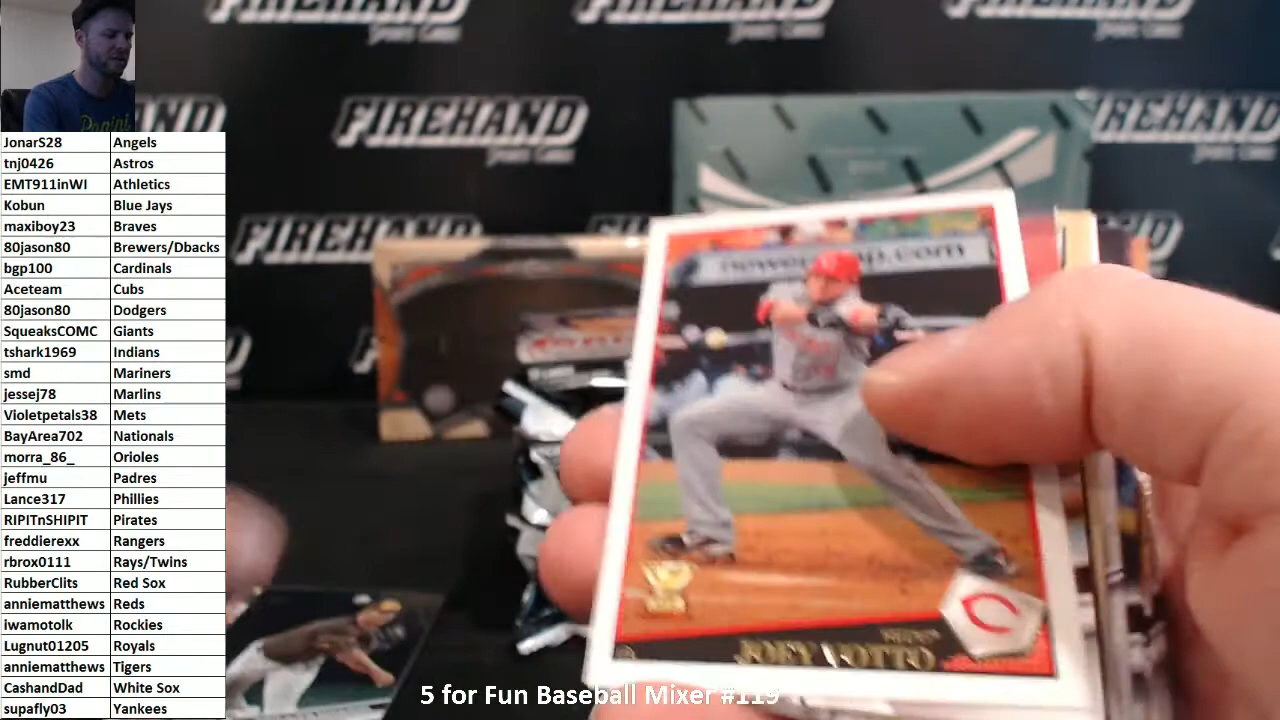 FIREHAND
FIREHAND
FIREHAND
FIREHAND
FIREHAND
Panini
neweracap.com
JonarS28 Angels
tnj0426 Astros
EMT911inWI Athletics
Kobun Blue Jays
maxiboy23 Braves
80jason80 Brewers/Dbacks
bgp100 Cardinals
Aceteam Cubs
80jason80 Dodgers
SqueaksCOMC Giants
tshark1969 Indians
smd Mariners
jessej78 Marlins
Violetpetals38 Mets
BayArea702 Nationals
morra_86_ Orioles
jeffmu Padres
Lance317 Phillies
RIPITnSHIPIT Pirates
freddierexx Rangers
rbrox0111 Rays/Twins
RubberClits Red Sox
anniematthews Reds
iwamotolk Rockies
Lugnut01205 Royals
anniematthews Tigers
CashandDad White Sox
supafly03 Yankees
C
JOEY VOTTO
5 for Fun Baseball Mixer #119